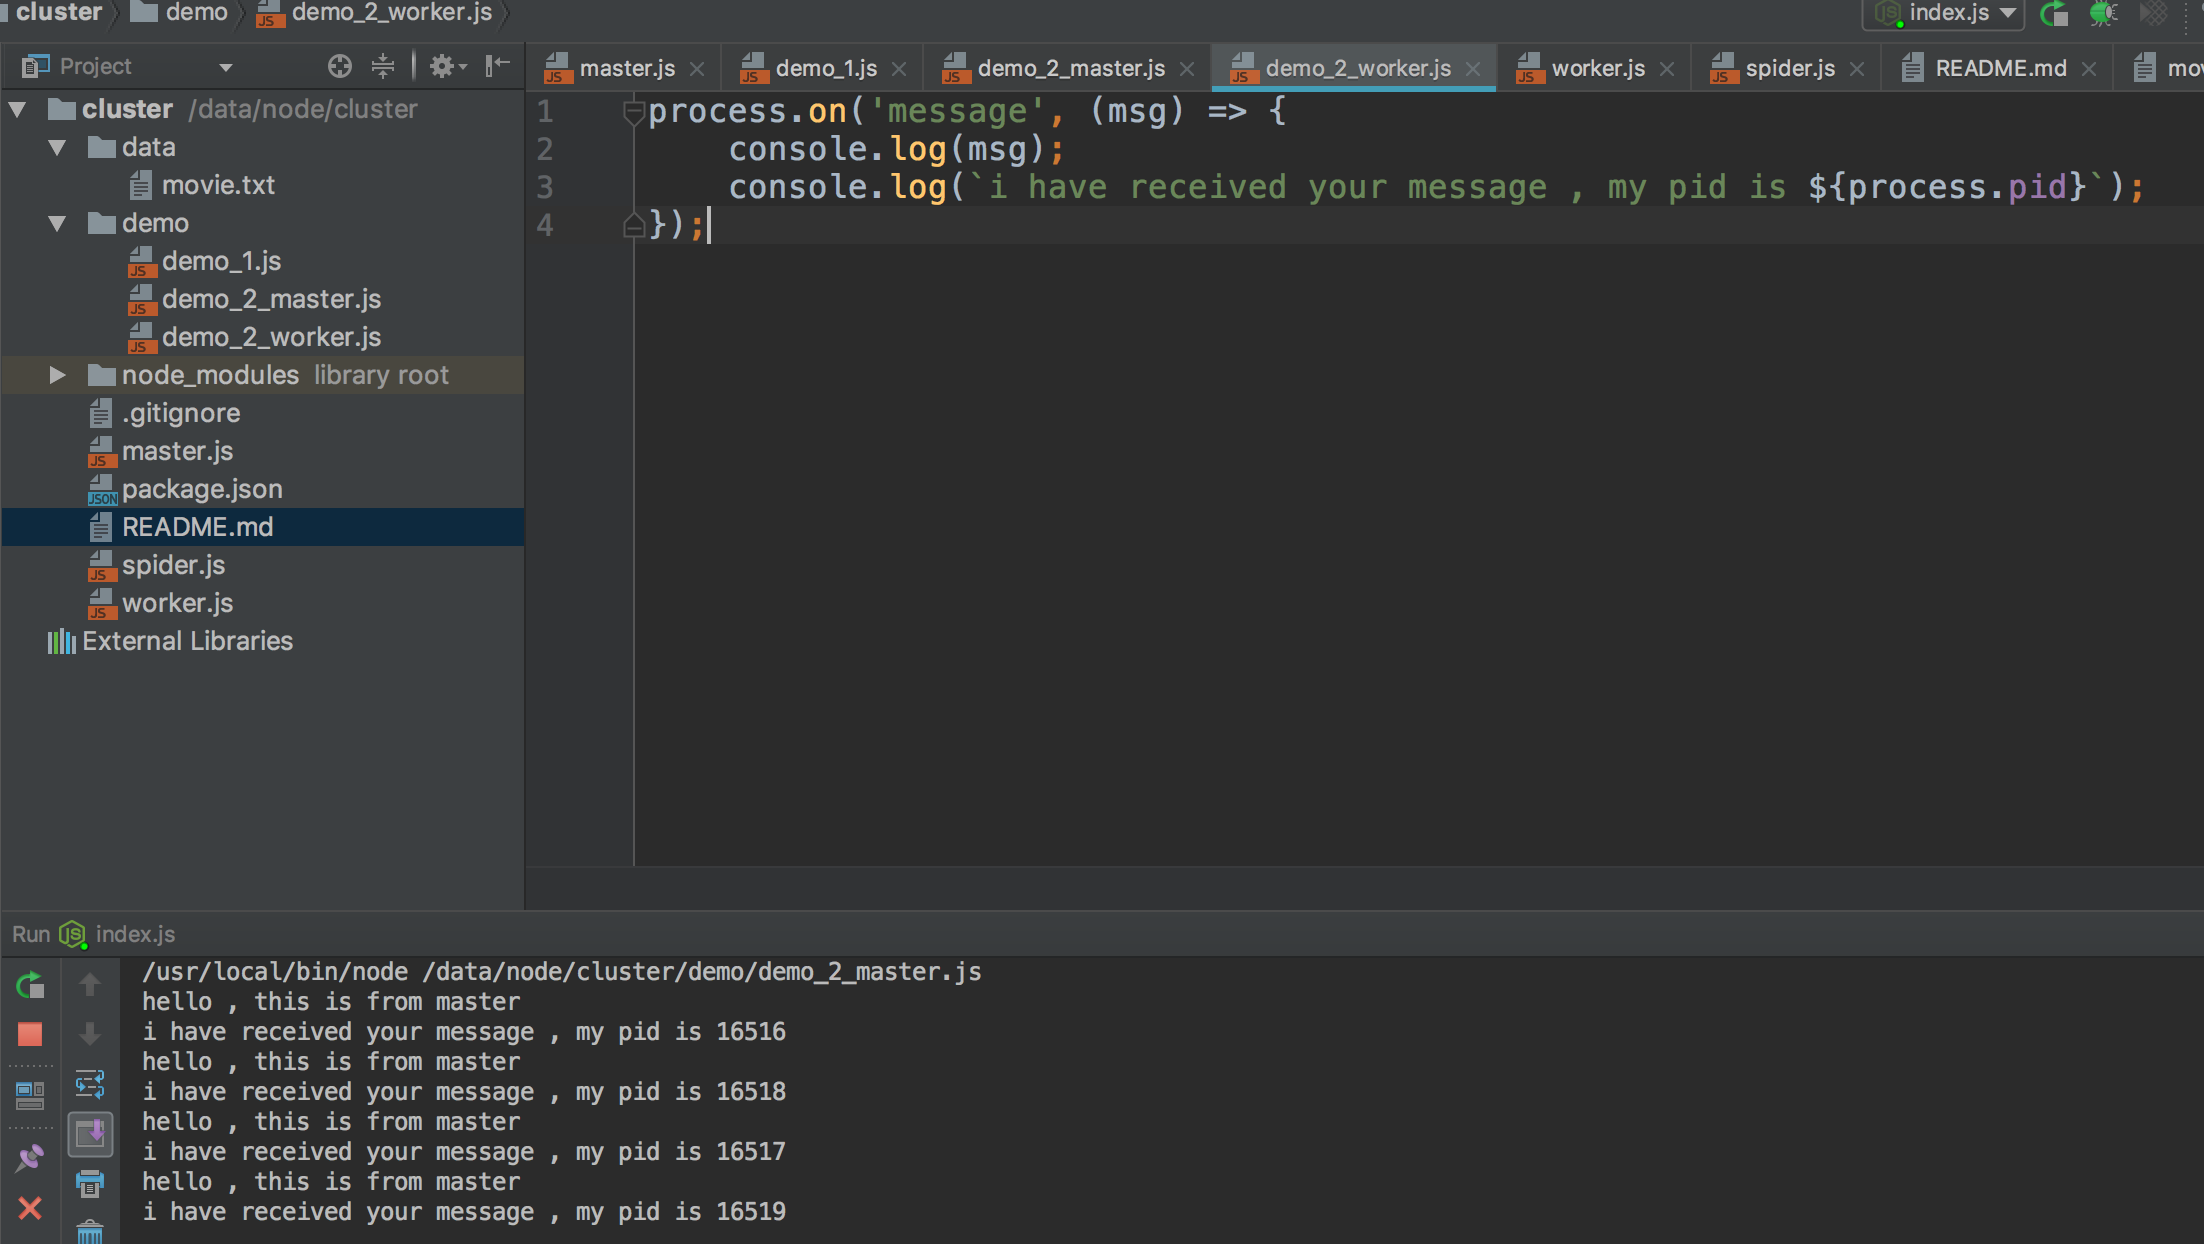 cluster demo demo_2_worker.js
index.js
Project
master.js demo_1.js demo_2_master.js demo_2_worker.js worker.js spider.js README.md mov
cluster /data/node/cluster
data
movie.txt
demo
demo_1.js
demo_2_master.js
demo_2_worker.js
node_modules library root
.gitignore
master.js
package.json
README.md
spider.js
worker.js
External Libraries
1 process.on('message', (msg) => {
2 console.log(msg);
3 console.log(`i have received your message , my pid is ${process.pid}`);
4 });
Run index.js
/usr/local/bin/node /data/node/cluster/demo/demo_2_master.js
hello , this is from master
i have received your message , my pid is 16516
hello , this is from master
i have received your message , my pid is 16518
hello , this is from master
i have received your message , my pid is 16517
hello , this is from master
i have received your message , my pid is 16519